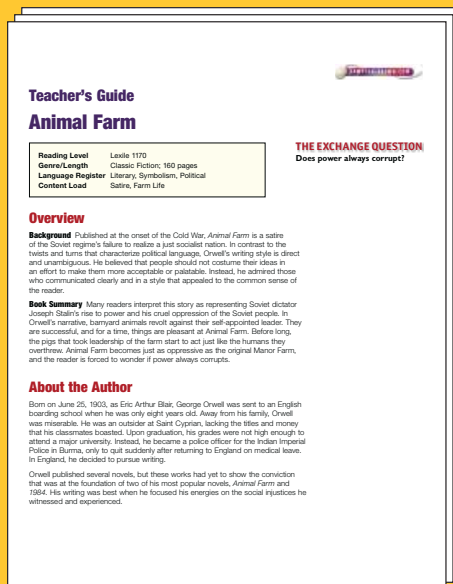 Teacher's Guide
Animal Farm
Reading Level Lexile 1170
Genre/Length Classic Fiction; 160 pages
Language Register Literary, Symbolism, Political
Content Load Satire, Farm Life
THE EXCHANGE QUESTION
Does power always corrupt?
Overview
Background Published at the onset of the Cold War, Animal Farm is a satire
of the Soviet regime's failure to realize a just socialist nation. In contrast to the
twists and turns that characterize political language, Orwell's writing style is direct
and unambiguous. He believed that people should not costume their ideas in
an effort to make them more acceptable or palatable. Instead, he admired those
who communicated clearly and in a style that appealed to the common sense of
the reader.
Book Summary Many readers interpret this story as representing Soviet dictator
Joseph Stalin's rise to power and his cruel oppression of the Soviet people. In
Orwell's narrative, barnyard animals revolt against their self-appointed leader. They
are successful, and for a time, things are pleasant at Animal Farm. Before long,
the pigs that took leadership of the farm start to act just like the humans they
overthrew. Animal Farm becomes just as oppressive as the original Manor Farm,
and the reader is forced to wonder if power always corrupts.
About the Author
Born on June 25, 1903, as Eric Arthur Blair, George Orwell was sent to an English
boarding school when he was only eight years old. Away from his family, Orwell
was miserable. He was an outsider at Saint Cyprian, lacking the titles and money
that his classmates boasted. Upon graduation, his grades were not high enough to
attend a major university. Instead, he became a police officer for the Indian Imperial
Police in Burma, only to quit suddenly after returning to England on medical leave.
In England, he decided to pursue writing.
Orwell published several novels, but these works had yet to show the conviction
that was at the foundation of two of his most popular novels, Animal Farm and
1984. His writing was best when he focused his energies on the social injustices he
witnessed and experienced.